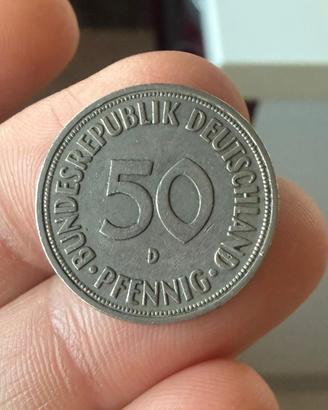 BUNDESREPUBLIK DEUTSCHLAND
50
D
· PFENNIG ·